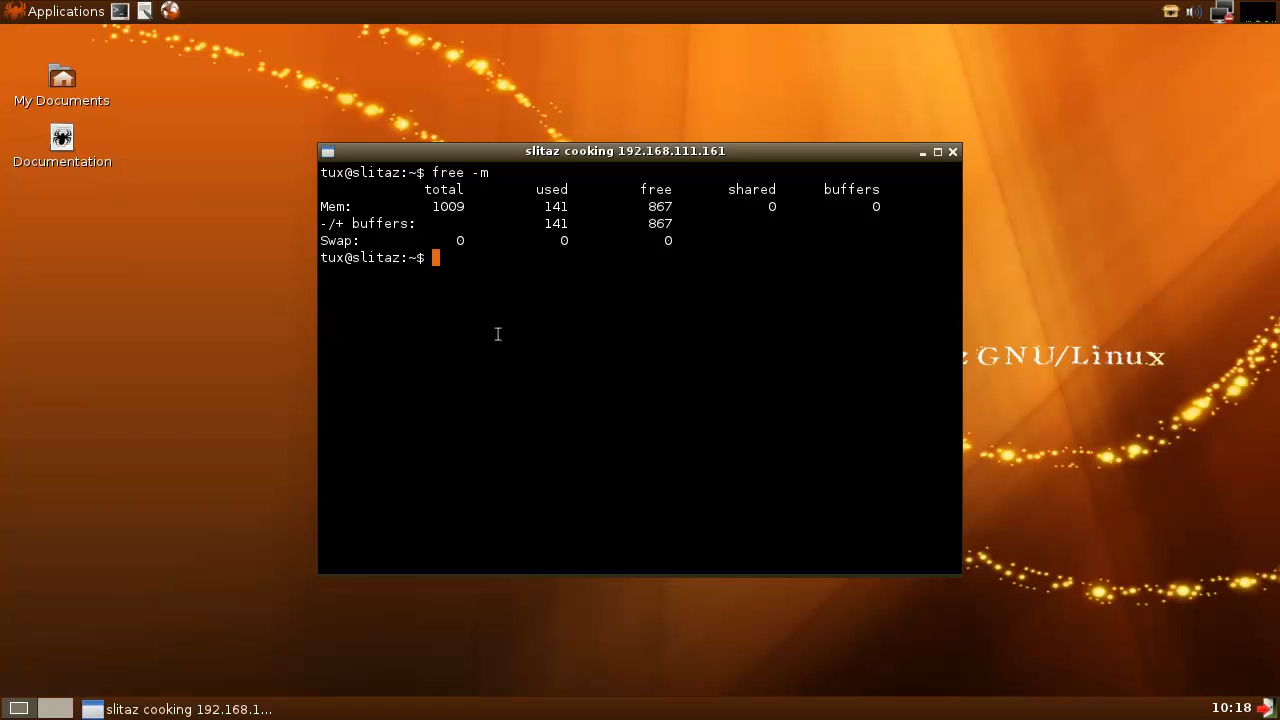 Applications
My Documents
Documentation
slitaz cooking 192.168.111.161
tux@slitaz:~$ free -m
total used free shared buffers
Mem: 1009 141 867 0 0
-/+ buffers: 141 867
Swap: 0 0 0
tux@slitaz:~$
GNU/Linux
slitaz cooking 192.168.1...
10:18